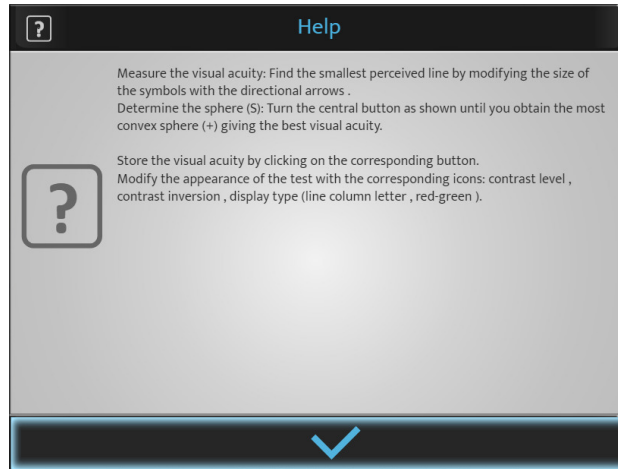 ?
Help
Measure the visual acuity: Find the smallest perceived line by modifying the size of
the symbols with the directional arrows .
Determine the sphere (S): Turn the central button as shown until you obtain the most
convex sphere (+) giving the best visual acuity.
Store the visual acuity by clicking on the corresponding button.
Modify the appearance of the test with the corresponding icons: contrast level ,
contrast inversion , display type (line column letter , red-green ).
?